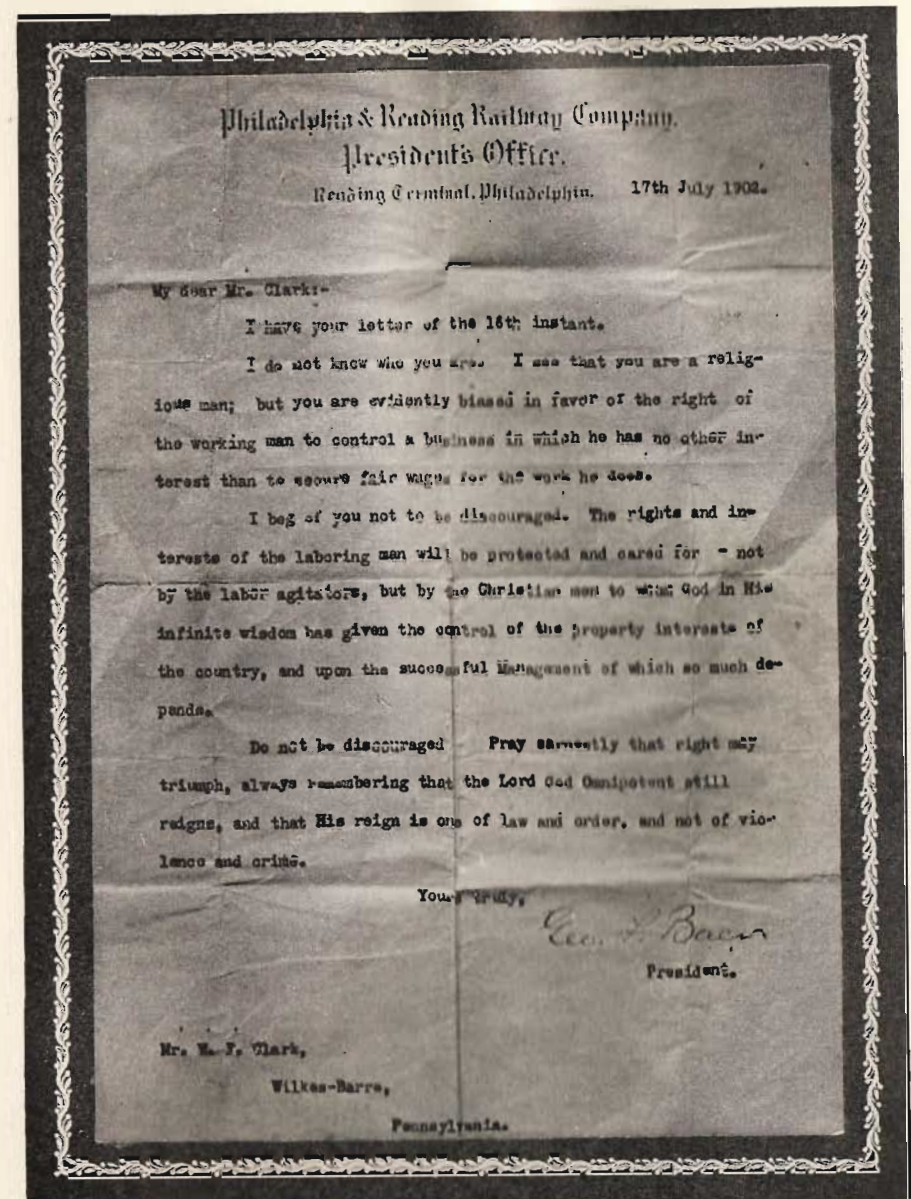 Philadelphia & Reading Railway Company.
President's Office.
Reading Terminal, Philadelphia. 17th July 1902.
My dear Mr. Clark:-
I have your letter of the 16th instant.
I do not know who you are. I see that you are a relig-
ious man; but you are evidently biased in favor of the right of
the working man to control a business in which he has no other in-
terest than to secure fair wages for the work he does.
I beg of you not to be discouraged. The rights and in-
terests of the laboring man will be protected and cared for - not
by the labor agitators, but by the Christian men to whom God in His
infinite wisdom has given the control of the property interests of
the country, and upon the successful Management of which so much de-
pends.
Do not be discouraged Pray earnestly that right may
triumph, always remembering that the Lord God Omnipotent still
reigns, and that His reign is one of law and order, and not of vio-
lence and crime.
Yours truly,
Geo. F. Baer
President.
Mr. W. F. Clark,
Wilkes-Barre,
Pennsylvania.